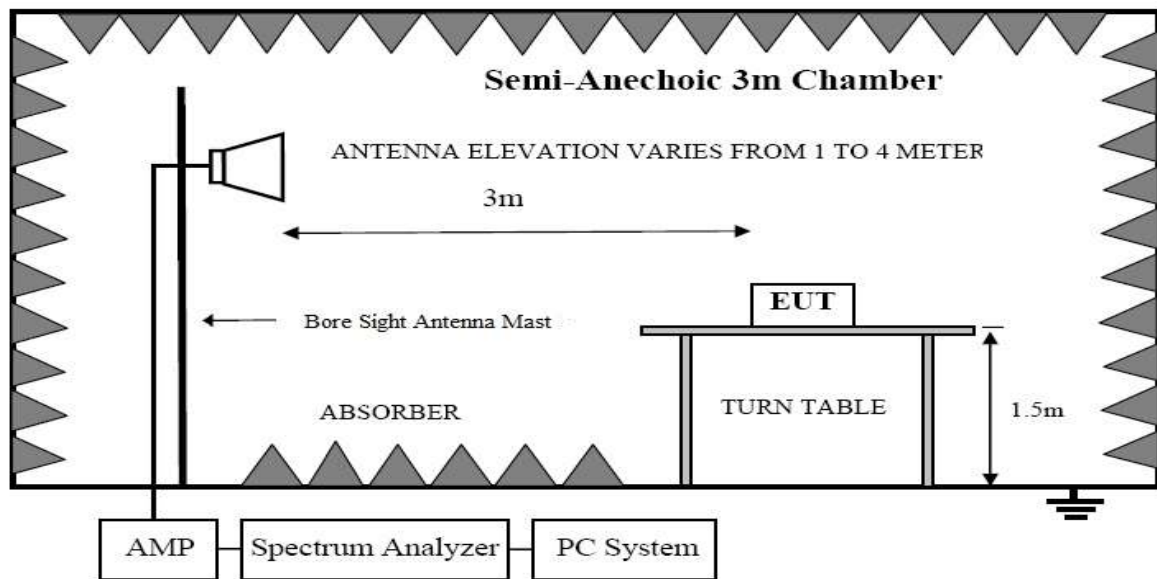 Semi-Anechoic 3m Chamber
ANTENNA ELEVATION VARIES FROM 1 TO 4 METER
3m
EUT
Bore Sight Antenna Mast
ABSORBER
TURN TABLE
1.5m
AMP
Spectrum Analyzer
PC System